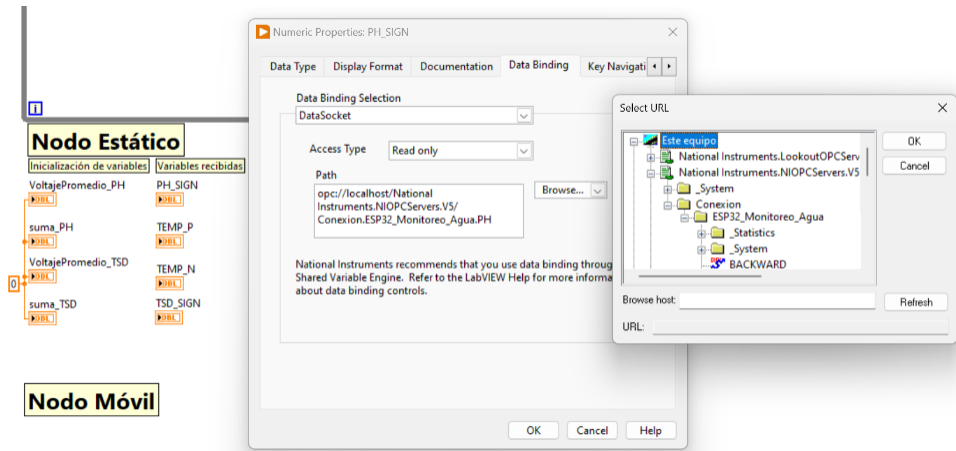 Nodo Estático
Inicialización de variables
Variables recibidas
VoltajePromedio_PH
PH_SIGN
DBL
DBL
suma_PH
TEMP_P
DBL
DBL
VoltajePromedio_TSD
TEMP_N
DBL
DBL
0
suma_TSD
TSD_SIGN
DBL
DBL
Nodo Móvil
i
Numeric Properties: PH_SIGN
Data Type
Display Format
Documentation
Data Binding
Key Navigati
Data Binding Selection
DataSocket
Access Type
Read only
Path
opc://localhost/National
Instruments.NIOPCServers.V5/
Conexion.ESP32_Monitoreo_Agua.PH
Browse...
National Instruments recommends that you use data binding throug
Shared Variable Engine. Refer to the LabVIEW Help for more informa
about data binding controls.
OK
Cancel
Help
Select URL
Este equipo
National Instruments.LookoutOPCServ
National Instruments.NIOPCServers.V5
_System
Conexion
ESP32_Monitoreo_Agua
_Statistics
_System
BACKWARD
OK
Cancel
Browse host:
Refresh
URL: